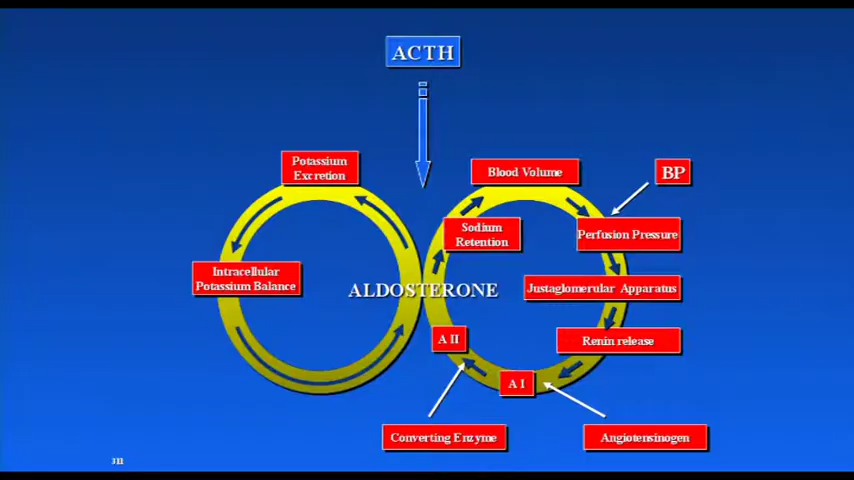 ACTH
Potassium
Excretion
Blood Volume
BP
Sodium
Retention
Perfusion Pressure
Intracellular
Potassium Balance
ALDOSTERONE
Justaglomerular Apparatus
A II
Renin release
A I
Converting Enzyme
Angiotensinogen